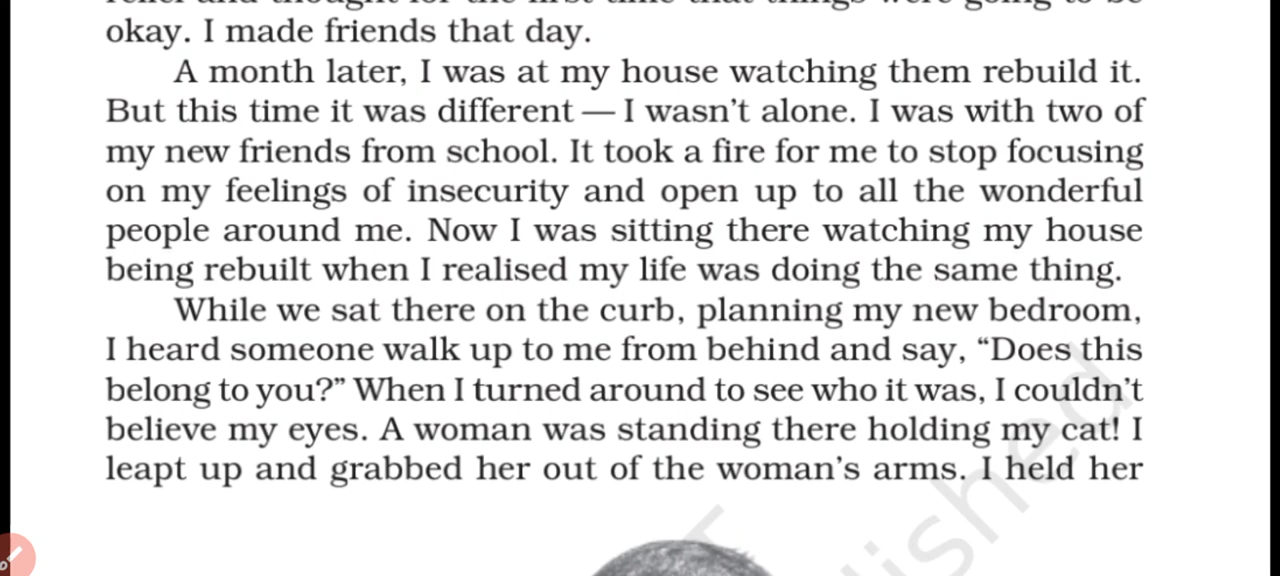 okay. I made friends that day.
A month later, I was at my house watching them rebuild it.
But this time it was different — I wasn't alone. I was with two of
my new friends from school. It took a fire for me to stop focusing
on my feelings of insecurity and open up to all the wonderful
people around me. Now I was sitting there watching my house
being rebuilt when I realised my life was doing the same thing.
While we sat there on the curb, planning my new bedroom,
I heard someone walk up to me from behind and say, “Does this
belong to you?” When I turned around to see who it was, I couldn't
believe my eyes. A woman was standing there holding my cat! I
leapt up and grabbed her out of the woman's arms. I held her